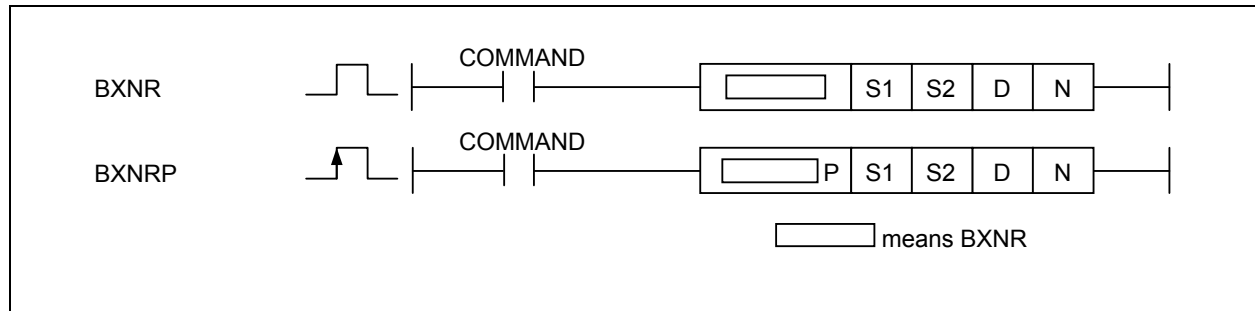 COMMAND
BXNR S1 S2 D N
COMMAND
BXNRP P S1 S2 D N
means BXNR